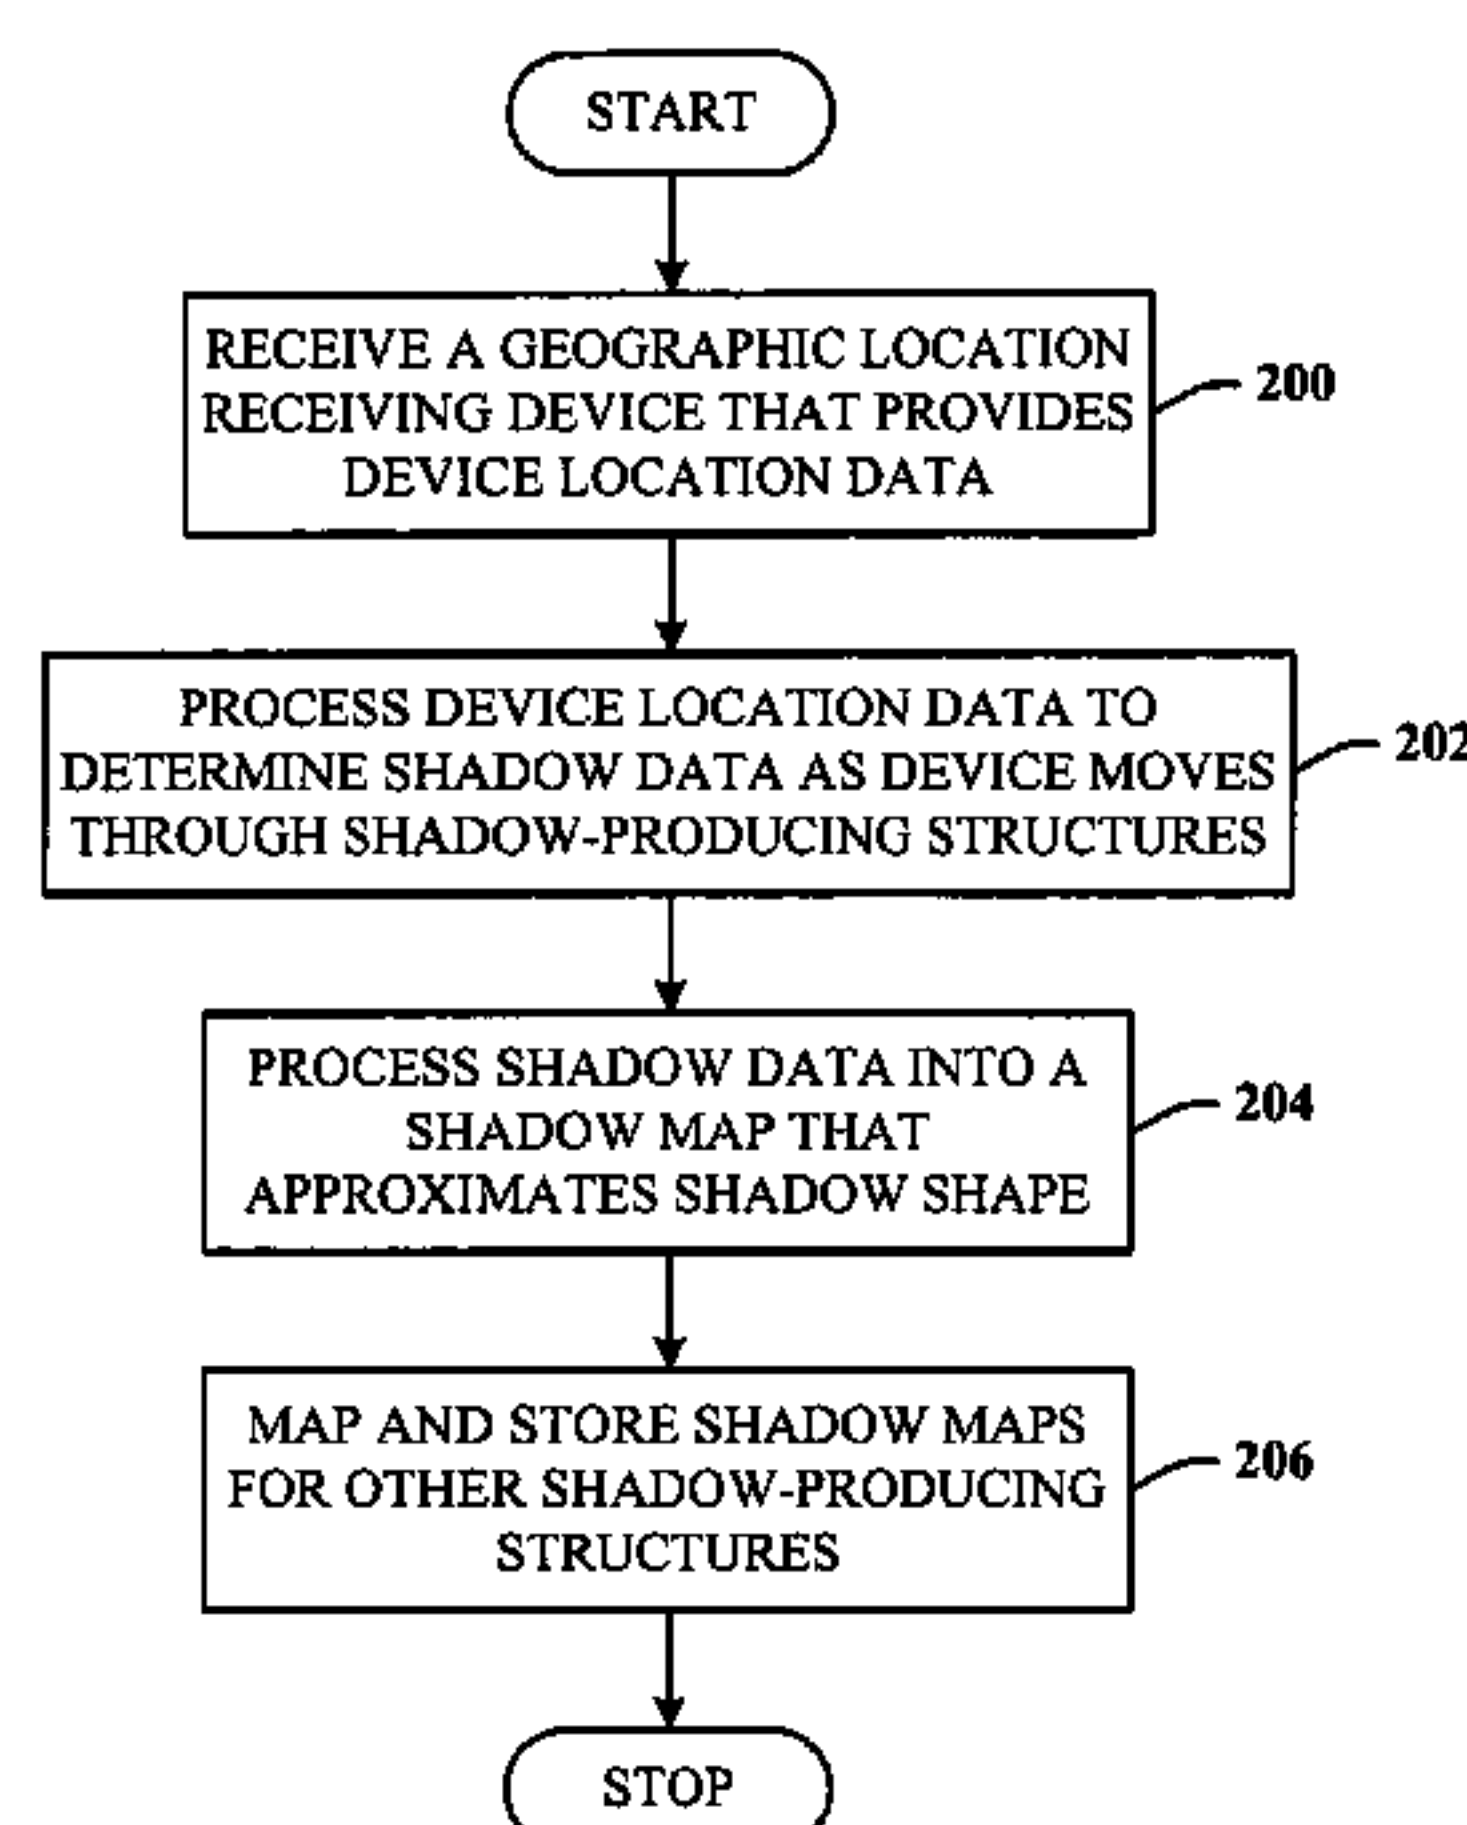 START
RECEIVE A GEOGRAPHIC LOCATION
RECEIVING DEVICE THAT PROVIDES
DEVICE LOCATION DATA
200
PROCESS DEVICE LOCATION DATA TO
DETERMINE SHADOW DATA AS DEVICE MOVES
THROUGH SHADOW-PRODUCING STRUCTURES
202
PROCESS SHADOW DATA INTO A
SHADOW MAP THAT
APPROXIMATES SHADOW SHAPE
204
MAP AND STORE SHADOW MAPS
FOR OTHER SHADOW-PRODUCING
STRUCTURES
206
STOP